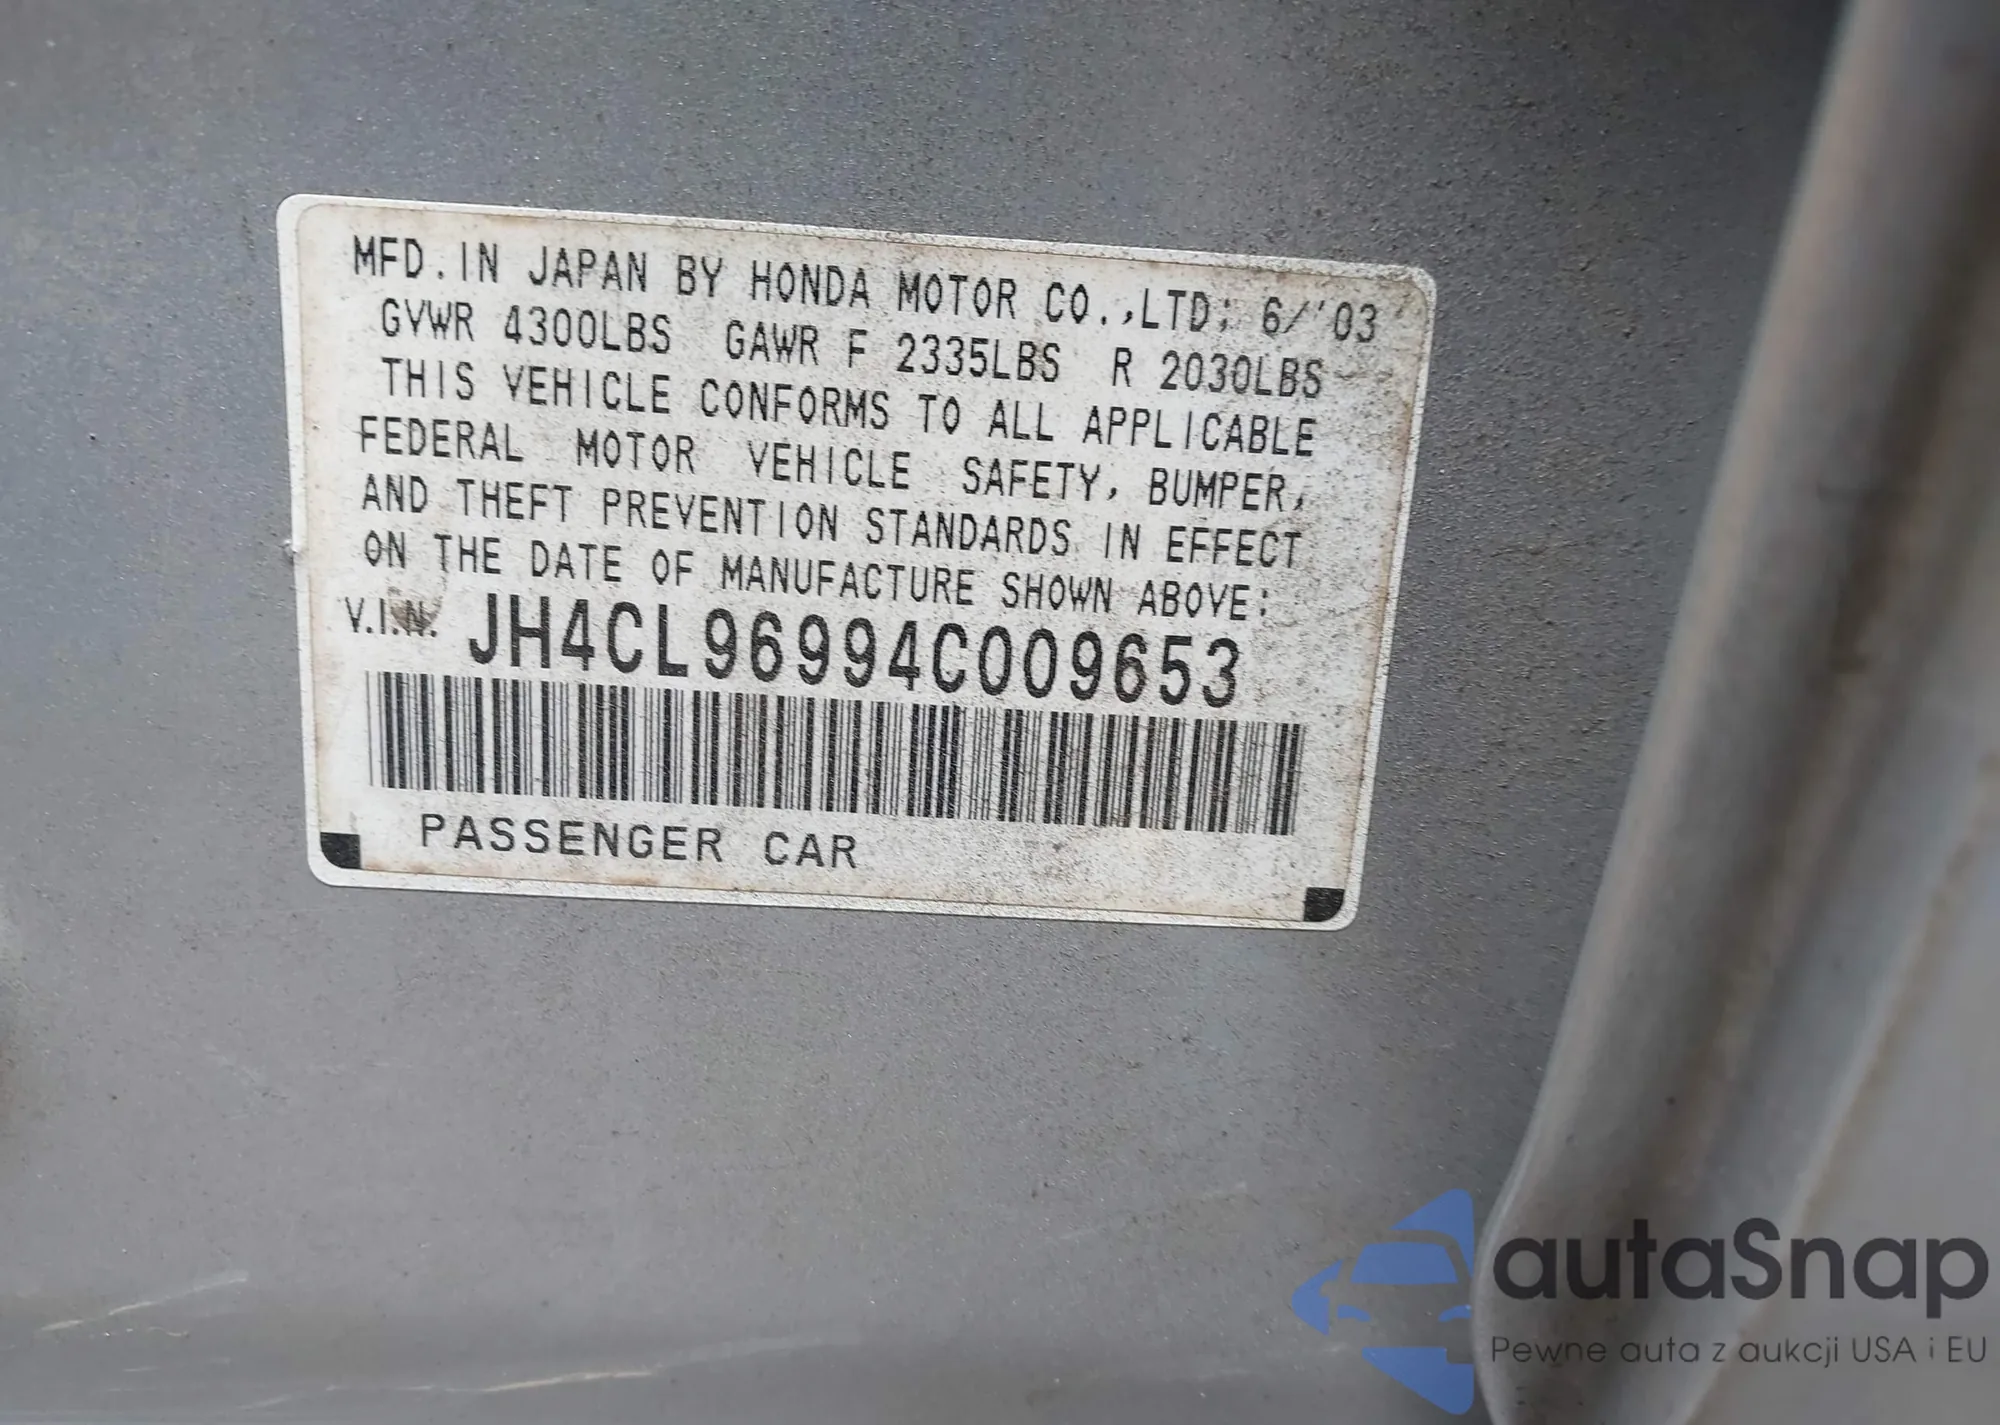 MFD. IN JAPAN BY HONDA MOTOR CO.,LTD; 6/'03
GVWR 4300LBS GAWR F 2335LBS R 2030LBS
THIS VEHICLE CONFORMS TO ALL APPLICABLE
FEDERAL MOTOR VEHICLE SAFETY, BUMPER,
AND THEFT PREVENTION STANDARDS IN EFFECT
ON THE DATE OF MANUFACTURE SHOWN ABOVE:
V.I.N. JH4CL96994C009653
PASSENGER CAR
autaSnap
Pewne auta z aukcji USA i EU